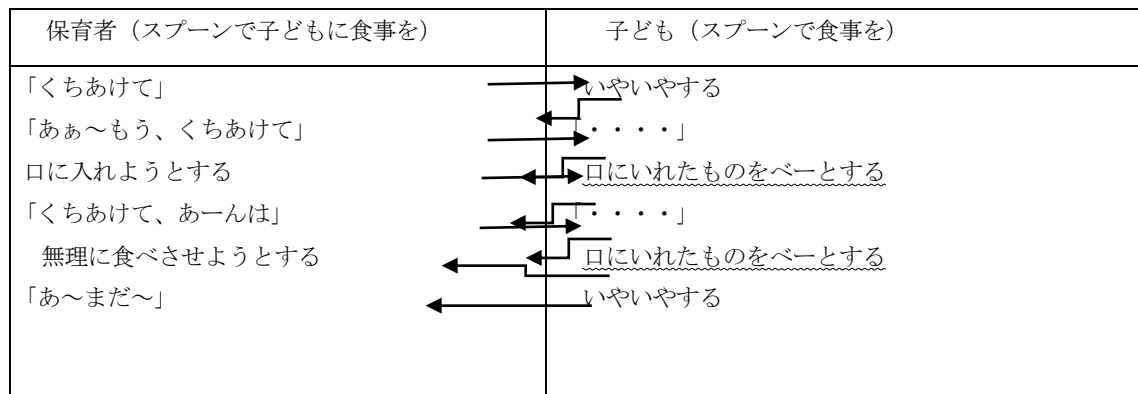 保育者（スプーンで子どもに食事を）
子ども（スプーンで食事を）
「くちあけて」
いやいやする
「あぁ～もう、くちあけて」
「・・・・」
口に入れようとする
口にいれたものをべーとする
「くちあけて、あーんは」
「・・・・」
無理に食べさせようとする
口にいれたものをべーとする
「あ～まだ～」
いやいやする